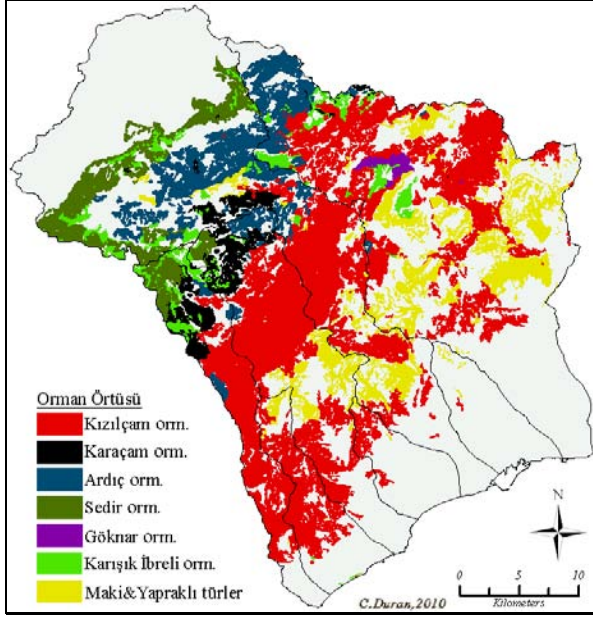 Orman Örtüsü
Kızılçam orm.
Karaçam orm.
Ardıç orm.
Sedir orm.
Göknar orm.
Karışık İbreli orm.
Maki&Yapraklı türler
N
0 5 10
Kilometers
C.Duran,2010